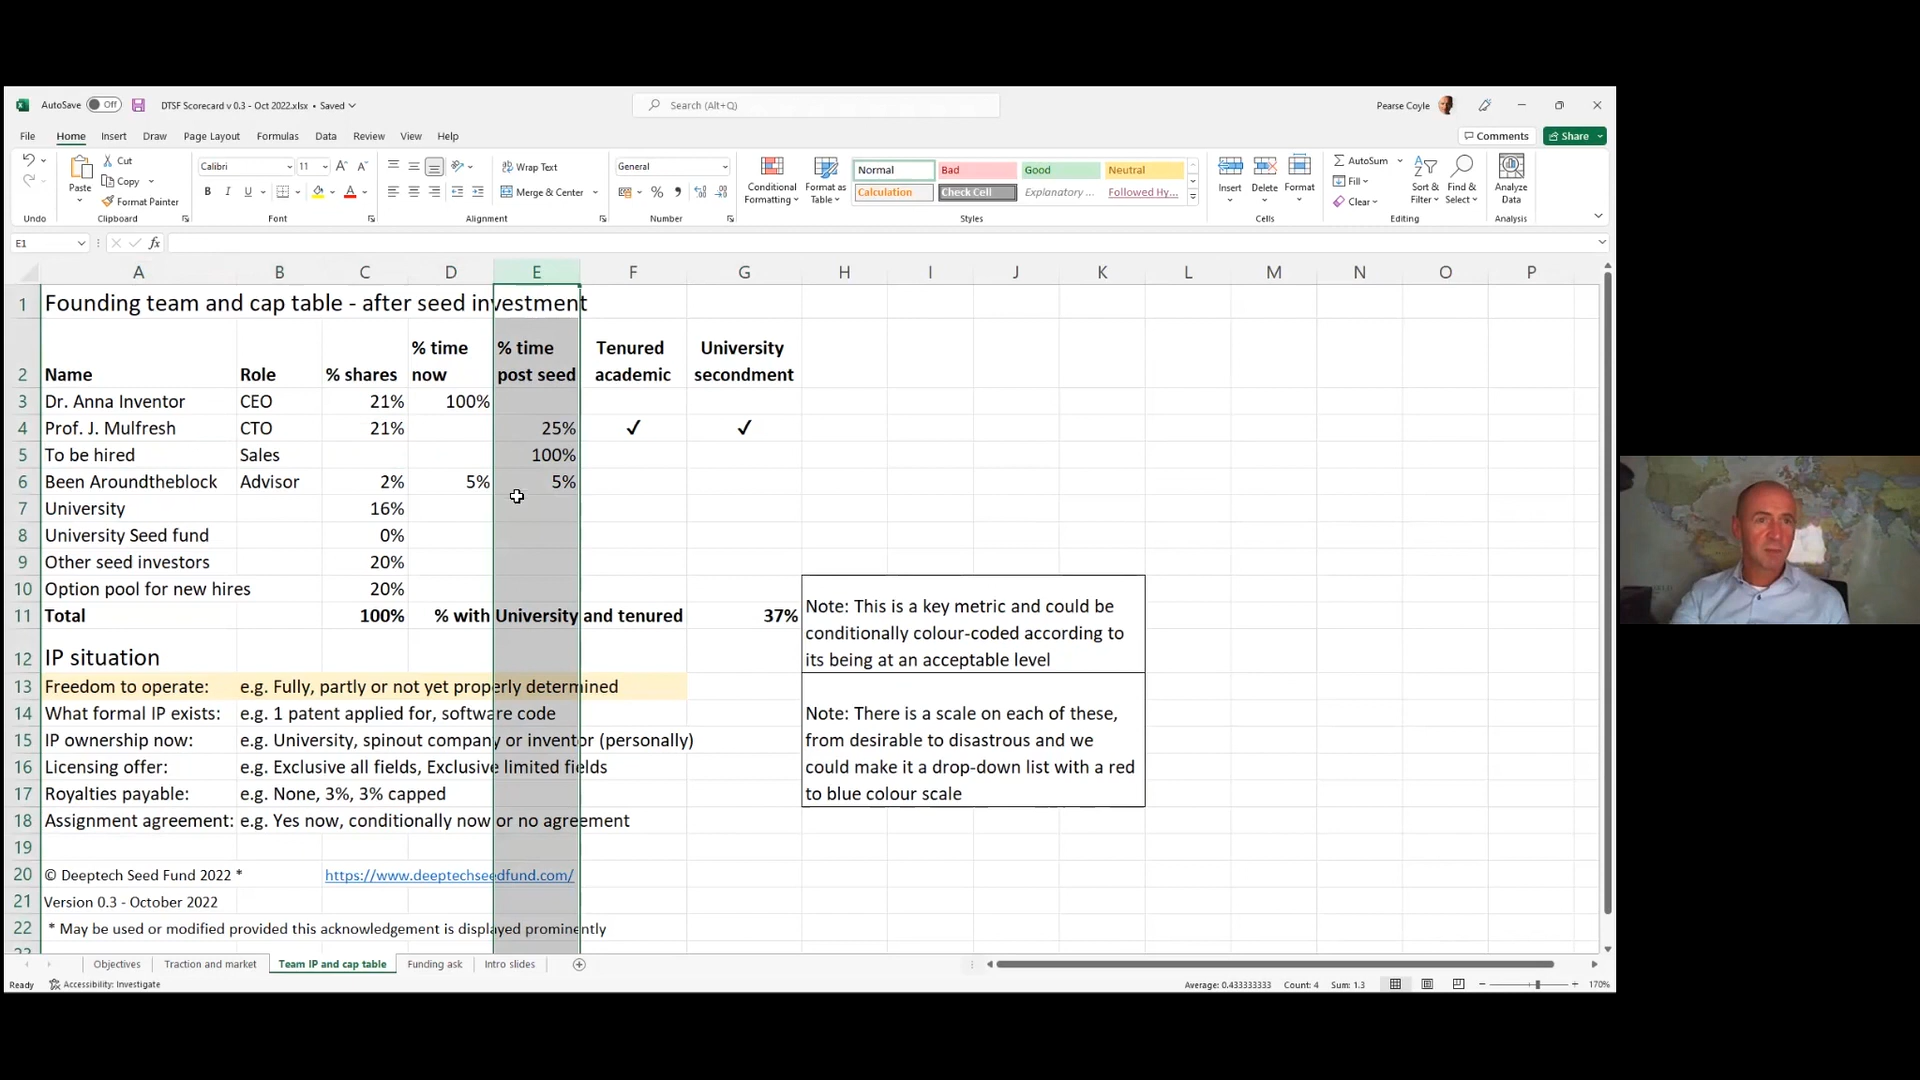 AutoSave Off DTSF Scorecard v 0.3 - Oct 2022.xlsx • Saved Search (Alt+Q) Pearse Coyle
File Home Insert Draw Page Layout Formulas Data Review View Help Comments Share
Paste Cut Calibri 11 Wrap Text General Conditional Formatting Format as Table Normal Bad Good Neutral Insert Delete Format AutoSum Sort & Filter Find & Select Analyze Data
Copy B I U A Merge & Center % Calculation Check Cell Explanatory ... Followed Hy... Fill
Format Painter Clear
Undo Clipboard Font Alignment Number Styles Cells Editing Analysis
E1 fx
A B C D E F G H I J K L M N O P
1 Founding team and cap table - after seed investment
% time % time Tenured University
2 Name Role % shares now post seed academic secondment
3 Dr. Anna Inventor CEO 21% 100%
4 Prof. J. Mulfresh CTO 21% 25% ✓ ✓
5 To be hired Sales 100%
6 Been Aroundtheblock Advisor 2% 5% 5%
7 University 16%
8 University Seed fund 0%
9 Other seed investors 20%
10 Option pool for new hires 20%
11 Total 100% % with University and tenured 37%
Note: This is a key metric and could be
conditionally colour-coded according to
its being at an acceptable level
12 IP situation
13 Freedom to operate: e.g. Fully, partly or not yet properly determined
14 What formal IP exists: e.g. 1 patent applied for, software code
15 IP ownership now: e.g. University, spinout company or inventor (personally)
16 Licensing offer: e.g. Exclusive all fields, Exclusive limited fields
17 Royalties payable: e.g. None, 3%, 3% capped
18 Assignment agreement: e.g. Yes now, conditionally now or no agreement
Note: There is a scale on each of these,
from desirable to disastrous and we
could make it a drop-down list with a red
to blue colour scale
19
20 © Deeptech Seed Fund 2022 * https://www.deeptechseedfund.com/
21 Version 0.3 - October 2022
22 * May be used or modified provided this acknowledgement is displayed prominently
Objectives Traction and market Team IP and cap table Funding ask Intro slides
Ready Accessibility: Investigate Average: 0.433333333 Count: 4 Sum: 1.3 170%